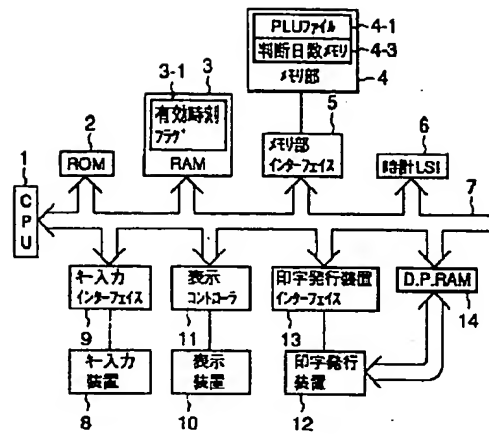 PLUファイル
4-1
判断日数メモリ
4-3
メモリ部
4
3-1
3
有効時刻
フラグ
RAM
2
ROM
5
メモリ部
インターフェイス
6
時計LSI
1
CPU
7
キー入力
インターフェイス
9
表示
コントローラ
11
印字発行装置
インターフェイス
13
D.P.RAM
14
キー入力
装置
8
表示
装置
10
印字発行
装置
12